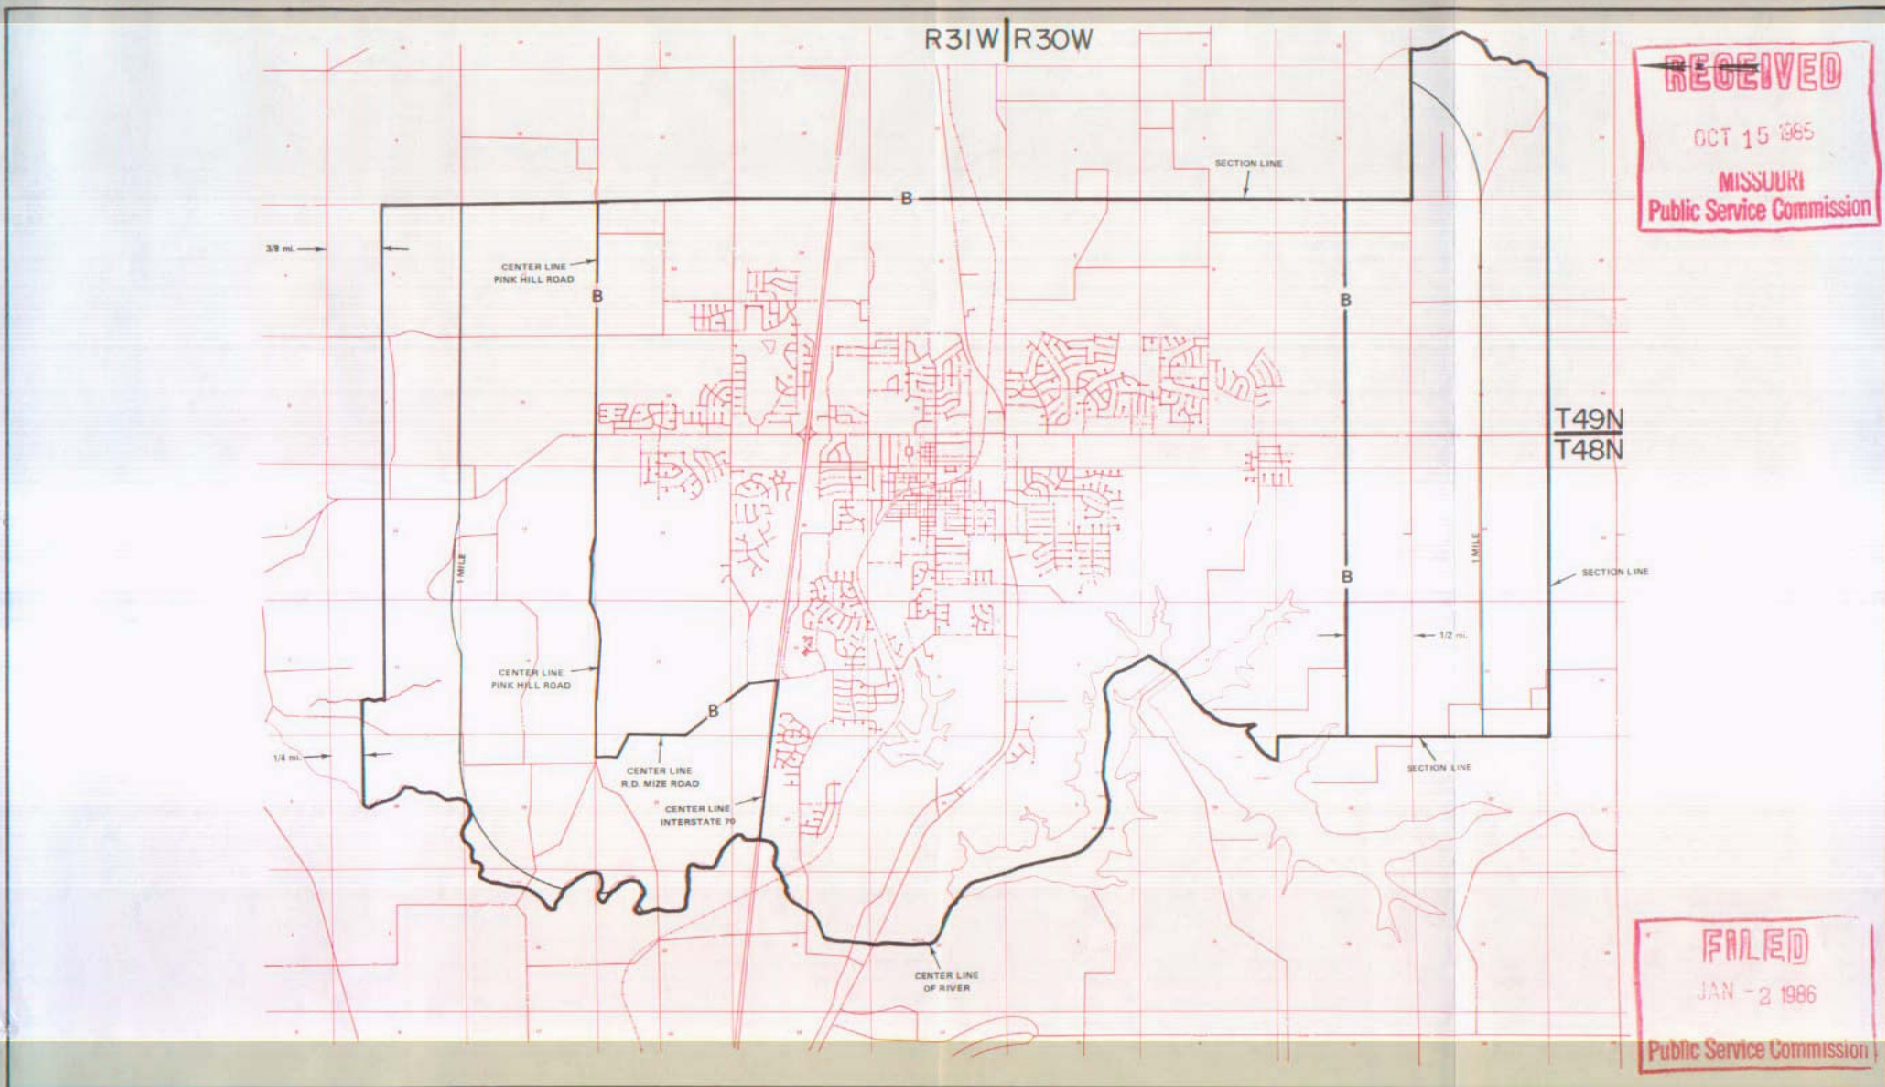 R31W R30W
RECEIVED
OCT 15 1985
MISSOURI
Public Service Commission
SECTION LINE
B
3/8 mi.
CENTER LINE
PINK HILL ROAD
B
B
T49N
T48N
1 MILE
1 MILE
B
SECTION LINE
1/2 mi.
CENTER LINE
PINK HILL ROAD
B
1/4 mi.
CENTER LINE
R.D. MIZE ROAD
SECTION LINE
CENTER LINE
INTERSTATE 70
CENTER LINE
OF RIVER
FILED
JAN - 2 1986
Public Service Commission